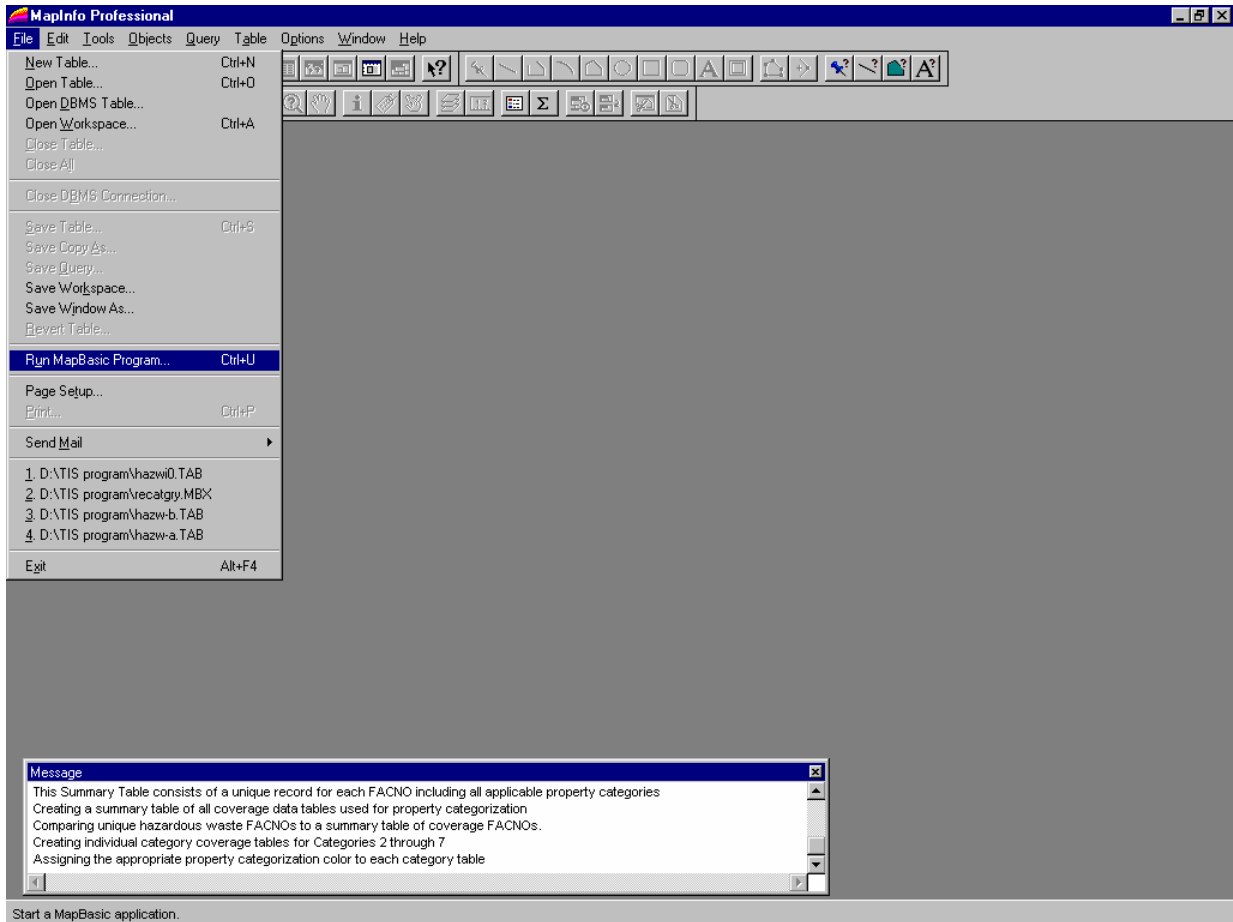 MapInfo Professional
File Edit Tools Objects Query Table Options Window Help
New Table... Ctrl+N
Open Table... Ctrl+O
Open DBMS Table...
Open Workspace... Ctrl+A
Close Table...
Close All
Close DBMS Connection...
Save Table... Ctrl+S
Save Copy As...
Save Query...
Save Workspace...
Save Window As...
Revert Table...
Run MapBasic Program... Ctrl+U
Page Setup...
Print... Ctrl+P
Send Mail
1. D:\TIS program\hazwi0.TAB
2. D:\TIS program\recatgry.MBX
3. D:\TIS program\hazw-b.TAB
4. D:\TIS program\hazw-a.TAB
Exit Alt+F4
Message
This Summary Table consists of a unique record for each FACNO including all applicable property categories
Creating a summary table of all coverage data tables used for property categorization
Comparing unique hazardous waste FACNOs to a summary table of coverage FACNOs.
Creating individual category coverage tables for Categories 2 through 7
Assigning the appropriate property categorization color to each category table
Start a MapBasic application.